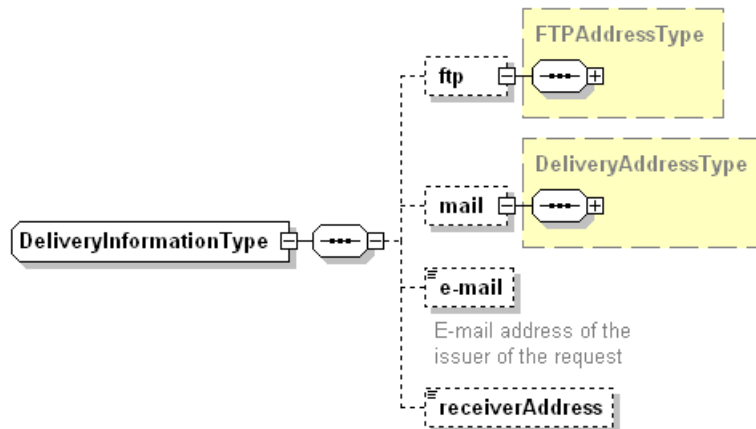 FTPAddressType
ftp
DeliveryAddressType
mail
DeliveryInformationType
e-mail
E-mail address of the
issuer of the request
receiverAddress